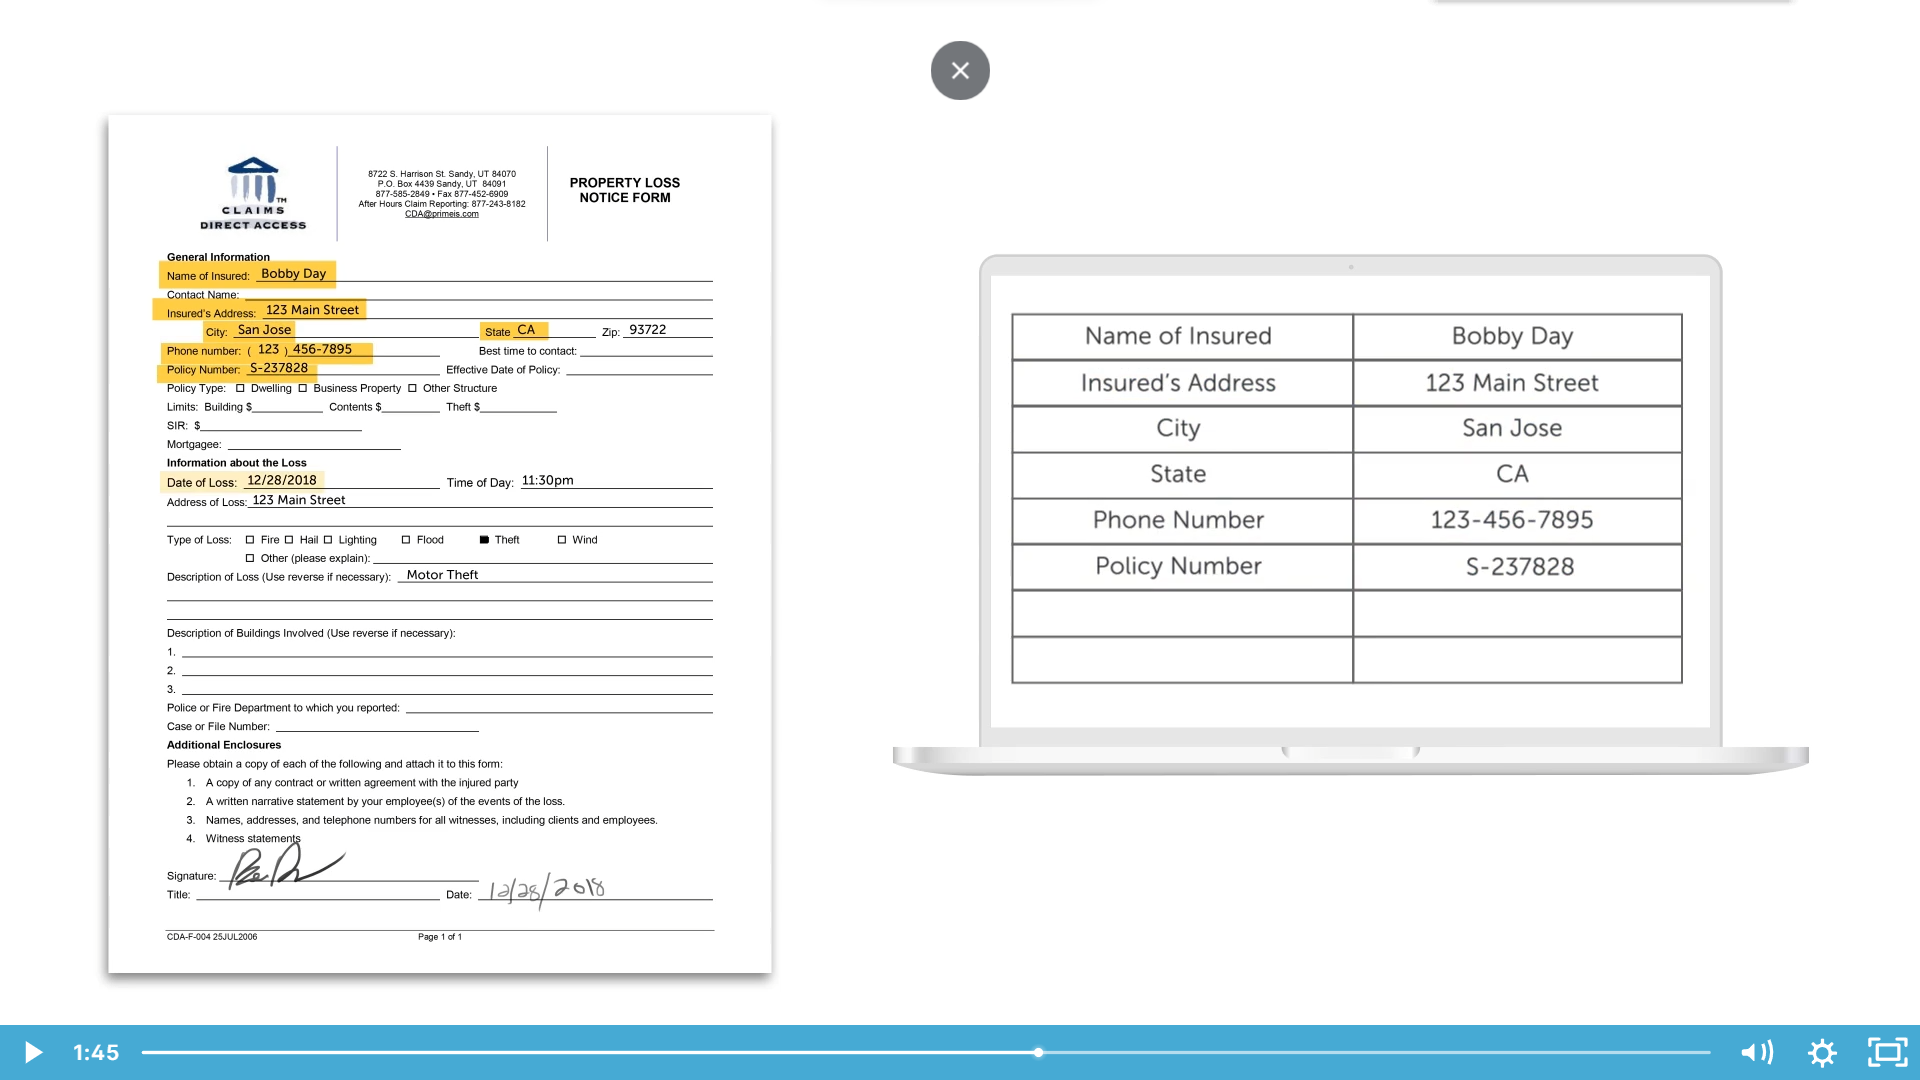 CLAIMS
DIRECT ACCESS
TM
8722 S. Harrison St. Sandy, UT 84070
P.O. Box 4439 Sandy, UT 84091
877-585-2849 • Fax 877-452-6909
After Hours Claim Reporting: 877-243-8182
CDA@primeis.com
PROPERTY LOSS
NOTICE FORM
General Information
Name of Insured: Bobby Day
Contact Name:
Insured's Address: 123 Main Street
City: San Jose State CA Zip: 93722
Phone number: ( 123 ) 456-7895 Best time to contact:
Policy Number: S-237828 Effective Date of Policy:
Policy Type: Dwelling Business Property Other Structure
Limits: Building $ Contents $ Theft $
SIR: $
Mortgagee:
Information about the Loss
Date of Loss: 12/28/2018 Time of Day: 11:30pm
Address of Loss: 123 Main Street
Type of Loss: Fire Hail Lighting Flood Theft Wind
Other (please explain):
Description of Loss (Use reverse if necessary): Motor Theft
Description of Buildings Involved (Use reverse if necessary):
1.
2.
3.
Police or Fire Department to which you reported:
Case or File Number:
Additional Enclosures
Please obtain a copy of each of the following and attach it to this form:
1. A copy of any contract or written agreement with the injured party
2. A written narrative statement by your employee(s) of the events of the loss.
3. Names, addresses, and telephone numbers for all witnesses, including clients and employees.
4. Witness statements
Signature:
Title: Date: 12/28/2018
CDA-F-004 25JUL2006 Page 1 of 1
Name of Insured Bobby Day
Insured's Address 123 Main Street
City San Jose
State CA
Phone Number 123-456-7895
Policy Number S-237828
1:45